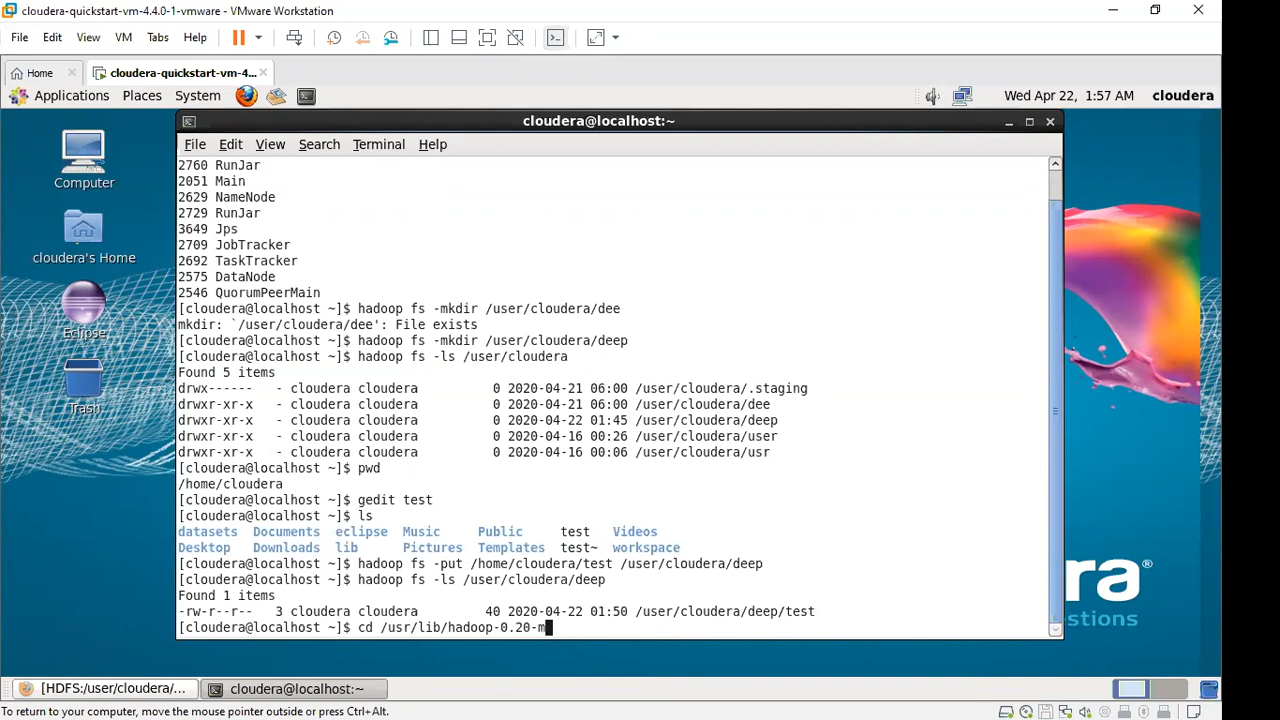 cloudera-quickstart-vm-4.4.0-1-vmware - VMware Workstation
File Edit View VM Tabs Help
Home cloudera-quickstart-vm-4...
Applications Places System Wed Apr 22, 1:57 AM cloudera
cloudera@localhost:~
File Edit View Search Terminal Help
Computer
cloudera's Home
Eclipse
Trash
2760 RunJar
2051 Main
2629 NameNode
2729 RunJar
3649 Jps
2709 JobTracker
2692 TaskTracker
2575 DataNode
2546 QuorumPeerMain
[cloudera@localhost ~]$ hadoop fs -mkdir /user/cloudera/dee
mkdir: `/user/cloudera/dee': File exists
[cloudera@localhost ~]$ hadoop fs -mkdir /user/cloudera/deep
[cloudera@localhost ~]$ hadoop fs -ls /user/cloudera
Found 5 items
drwx------   - cloudera cloudera          0 2020-04-21 06:00 /user/cloudera/.staging
drwxr-xr-x   - cloudera cloudera          0 2020-04-21 06:00 /user/cloudera/dee
drwxr-xr-x   - cloudera cloudera          0 2020-04-22 01:45 /user/cloudera/deep
drwxr-xr-x   - cloudera cloudera          0 2020-04-16 00:26 /user/cloudera/user
drwxr-xr-x   - cloudera cloudera          0 2020-04-16 00:06 /user/cloudera/usr
[cloudera@localhost ~]$ pwd
/home/cloudera
[cloudera@localhost ~]$ gedit test
[cloudera@localhost ~]$ ls
datasets  Documents  eclipse  Music     Public     test   Videos
Desktop   Downloads  lib      Pictures  Templates  test~  workspace
[cloudera@localhost ~]$ hadoop fs -put /home/cloudera/test /user/cloudera/deep
[cloudera@localhost ~]$ hadoop fs -ls /user/cloudera/deep
Found 1 items
-rw-r--r--   3 cloudera cloudera         40 2020-04-22 01:50 /user/cloudera/deep/test
[cloudera@localhost ~]$ cd /usr/lib/hadoop-0.20-m
era
estions
[HDFS:/user/cloudera/... cloudera@localhost:~
To return to your computer, move the mouse pointer outside or press Ctrl+Alt.